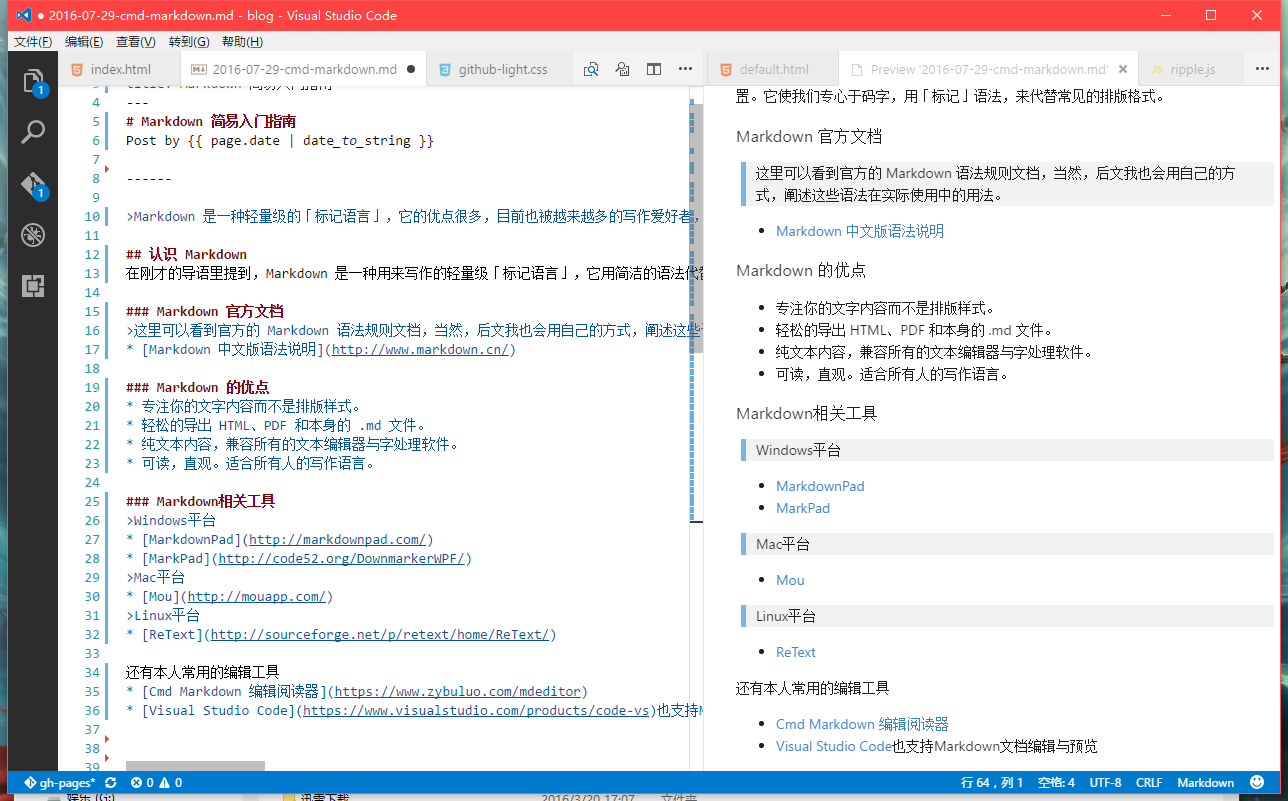 ● 2016-07-29-cmd-markdown.md - blog - Visual Studio Code
文件(F) 编辑(E) 查看(V) 转到(G) 帮助(H)
index.html 2016-07-29-cmd-markdown.md ● github-light.css
default.html Preview '2016-07-29-cmd-markdown.md' JS ripple.js
1
1
4 ---
5 # Markdown 简易入门指南
6 Post by {{ page.date | date_to_string }}
7
8 ------
9
10 >Markdown 是一种轻量级的「标记语言」，它的优点很多，目前也被越来越多的写作爱好者，
11
12 ## 认识 Markdown
13 在刚才的导语里提到，Markdown 是一种用来写作的轻量级「标记语言」，它用简洁的语法代替
14
15 ### Markdown 官方文档
16 >这里可以看到官方的 Markdown 语法规则文档，当然，后文我也会用自己的方式，阐述这些
17 * [Markdown 中文版语法说明](http://www.markdown.cn/)
18
19 ### Markdown 的优点
20 * 专注你的文字内容而不是排版样式。
21 * 轻松的导出 HTML、PDF 和本身的 .md 文件。
22 * 纯文本内容，兼容所有的文本编辑器与字处理软件。
23 * 可读，直观。适合所有人的写作语言。
24
25 ### Markdown相关工具
26 >Windows平台
27 * [MarkdownPad](http://markdownpad.com/)
28 * [MarkPad](http://code52.org/DownmarkerWPF/)
29 >Mac平台
30 * [Mou](http://mouapp.com/)
31 >Linux平台
32 * [ReText](http://sourceforge.net/p/retext/home/ReText/)
33
34 还有本人常用的编辑工具
35 * [Cmd Markdown 编辑阅读器](https://www.zybuluo.com/mdeditor)
36 * [Visual Studio Code](https://www.visualstudio.com/products/code-vs)也支持
37
38
39
置。它使我们专心于码字，用「标记」语法，来代替常见的排版格式。
Markdown 官方文档
这里可以看到官方的 Markdown 语法规则文档，当然，后文我也会用自己的方
式，阐述这些语法在实际使用中的用法。
Markdown 中文版语法说明
Markdown 的优点
专注你的文字内容而不是排版样式。
轻松的导出 HTML、PDF 和本身的 .md 文件。
纯文本内容，兼容所有的文本编辑器与字处理软件。
可读，直观。适合所有人的写作语言。
Markdown相关工具
Windows平台
MarkdownPad
MarkPad
Mac平台
Mou
Linux平台
ReText
还有本人常用的编辑工具
Cmd Markdown 编辑阅读器
Visual Studio Code也支持Markdown文档编辑与预览
gh-pages* 0 0 行 64，列 1 空格: 4 UTF-8 CRLF Markdown
娱乐 (G:) 迅雷下载 2016/3/20 17:07 文件夹